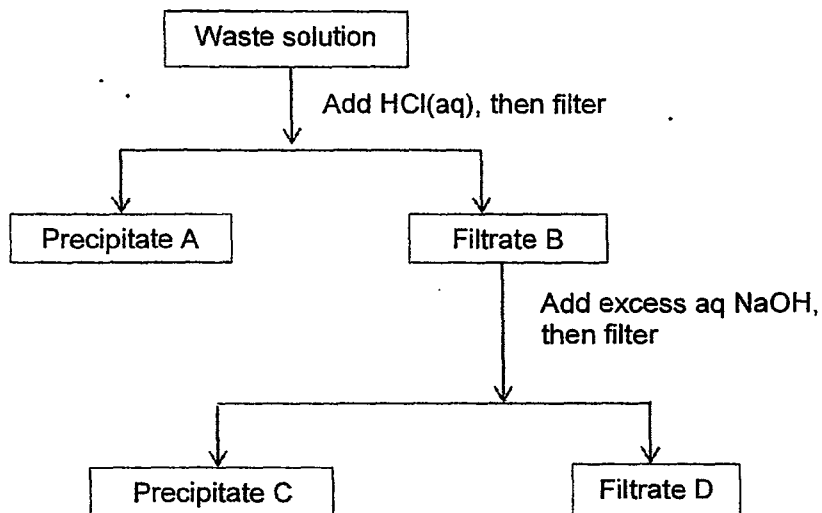 Waste solution
Add HCl(aq), then filter
Precipitate A
Filtrate B
Add excess aq NaOH,
then filter
Precipitate C
Filtrate D